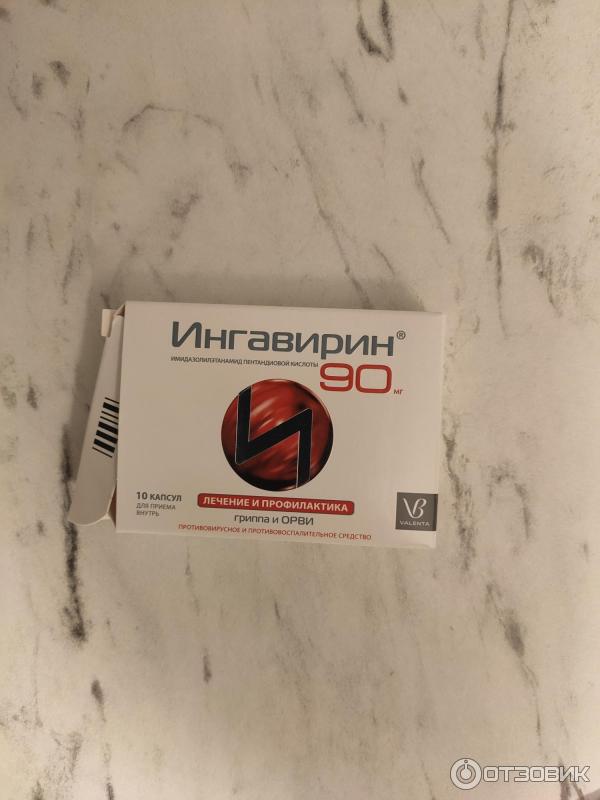 Ингавирин®
ИМИДАЗОЛИЛЭТАНАМИД ПЕНТАНДИОВОЙ КИСЛОТЫ
90 мг
10 КАПСУЛ
ДЛЯ ПРИЕМА
ВНУТРЬ
ЛЕЧЕНИЕ И ПРОФИЛАКТИКА
гриппа и ОРВИ
ПРОТИВОВИРУСНОЕ И ПРОТИВОВОСПАЛИТЕЛЬНОЕ СРЕДСТВО
VALENTA
ОТЗОВИК